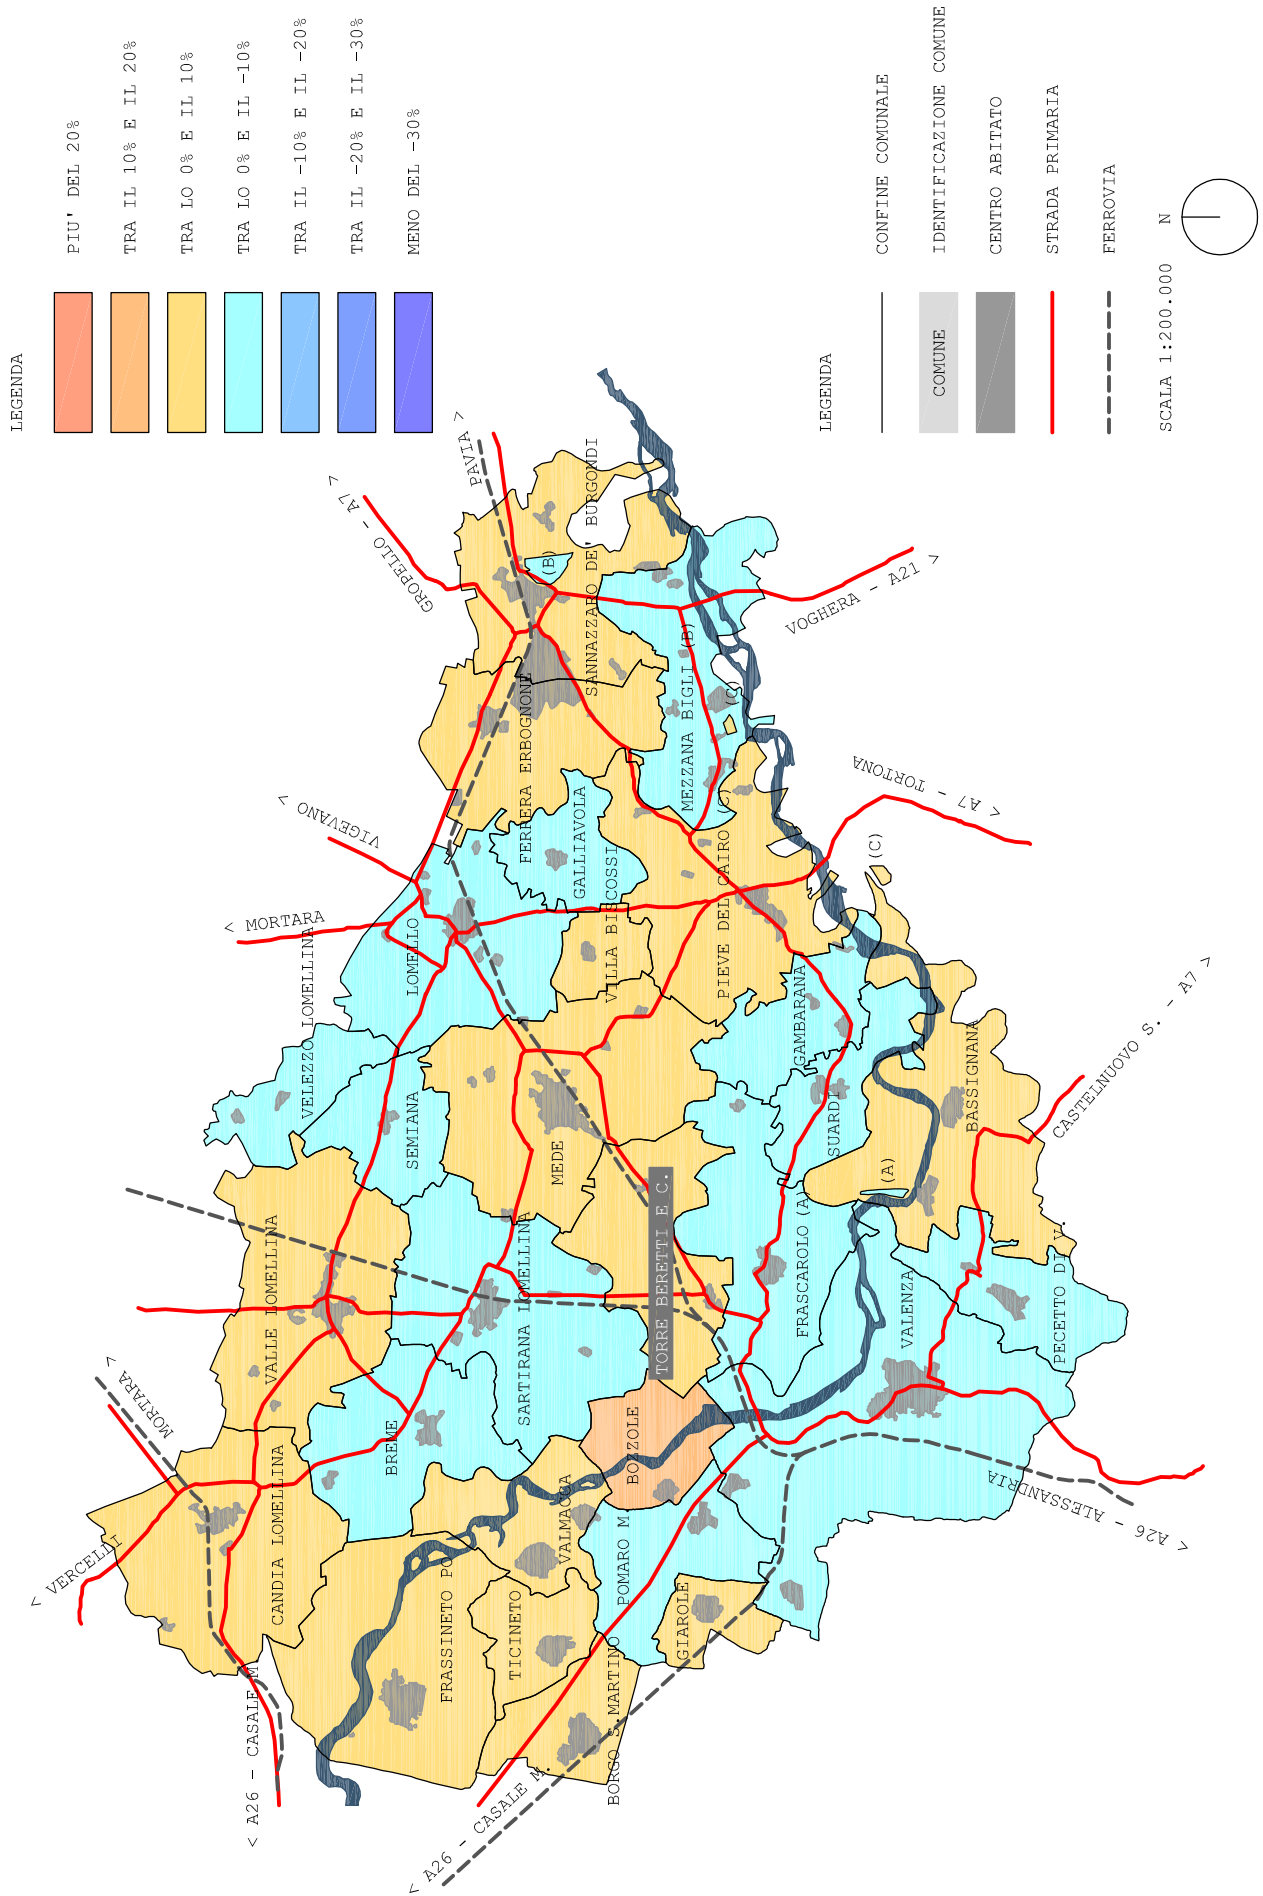 LEGENDA
PIU' DEL 20%
TRA IL 10% E IL 20%
TRA LO 0% E IL 10%
TRA LO 0% E IL -10%
TRA IL -10% E IL -20%
TRA IL -20% E IL -30%
MENO DEL -30%
LEGENDA
CONFINE COMUNALE
COMUNE
IDENTIFICAZIONE COMUNE
CENTRO ABITATO
STRADA PRIMARIA
FERROVIA
SCALA 1:200.000
N
< VERCELLI
MORTARA >
< A26 - CASALE M.
< A26 - CASALE M.
< MORTARA
VIGEVANO >
GROPELLO - A7 >
PAVIA >
VOGHERA - A21 >
A7 - TORTONA >
CASTELNUOVO S. - A7 >
A26 - ALESSANDRIA >
CANDIA LOMELLINA
VALLE LOMELLINA
VELEZZO LOMELLINA
BREME
SEMIANA
LOMELLO
FRASSINETO PO
TICINETO
SARTIRANA LOMELLINA
FERRERA ERBOGNONE
(B)
VALMACCA
MEDE
GALLIAVOLA
SANNAZZARO DE' BURGONDI
BORGO S.MARTINO
POMARO M
BOZZOLE
VILLA BISCOSSI
TORRE BERETTI E C.
GIAROLE
MEZZANA BIGLI (B)
PIEVE DEL CAIRO (C)
(C)
FRASCAROLO (A)
GAMBARANA
SUARDI
(C)
(A)
VALENZA
BASSIGNANA
PECETTO DI V.